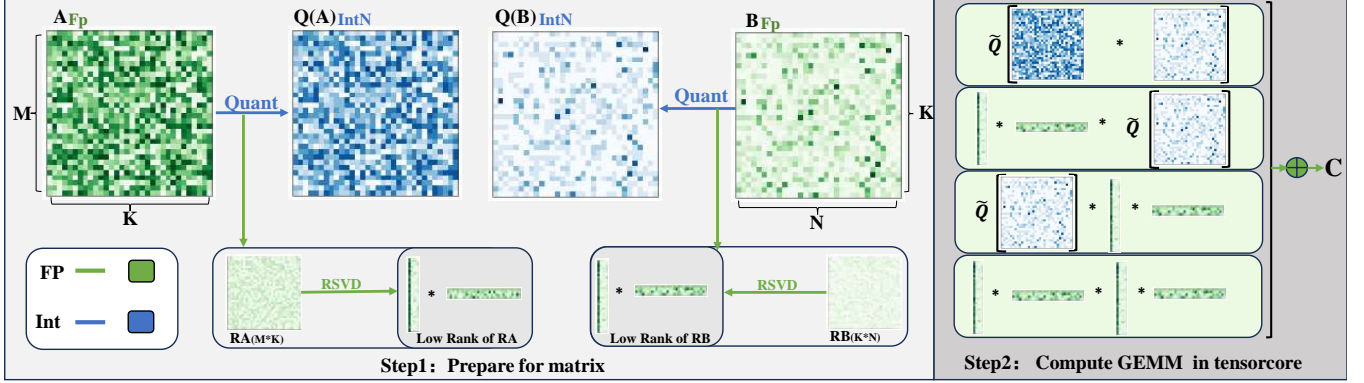 A Fp
Q(A) IntN
Q(B) IntN
B Fp
M
Quant
Quant
K
K
N
FP
Int
RSVD
*
RA(M*K)
Low Rank of RA
*
RSVD
Low Rank of RB
RB(K*N)
Step1: Prepare for matrix
Q̃ *
* * Q̃
Q̃ * *
* * *
C
Step2: Compute GEMM in tensorcore